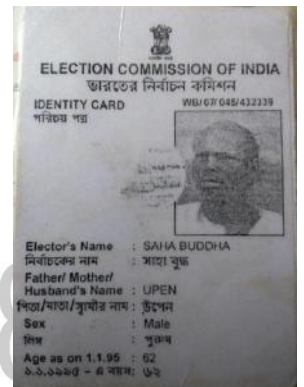 ELECTION COMMISSION OF INDIA
ভারতের নির্বাচন কমিশন
IDENTITY CARD
WB/07/045/432339
পরিচয় পত্র
Elector's Name : SAHA BUDDHA
নির্বাচকের নাম : সাহা বুদ্ধ
Father/ Mother/
Husband's Name : UPEN
পিতা/মাতা/স্বামীর নাম : উপেন
Sex : Male
লিঙ্গ : পুরুষ
Age as on 1.1.95 : 62
১.১.১৯৯৫ - এ বয়স : ৬২